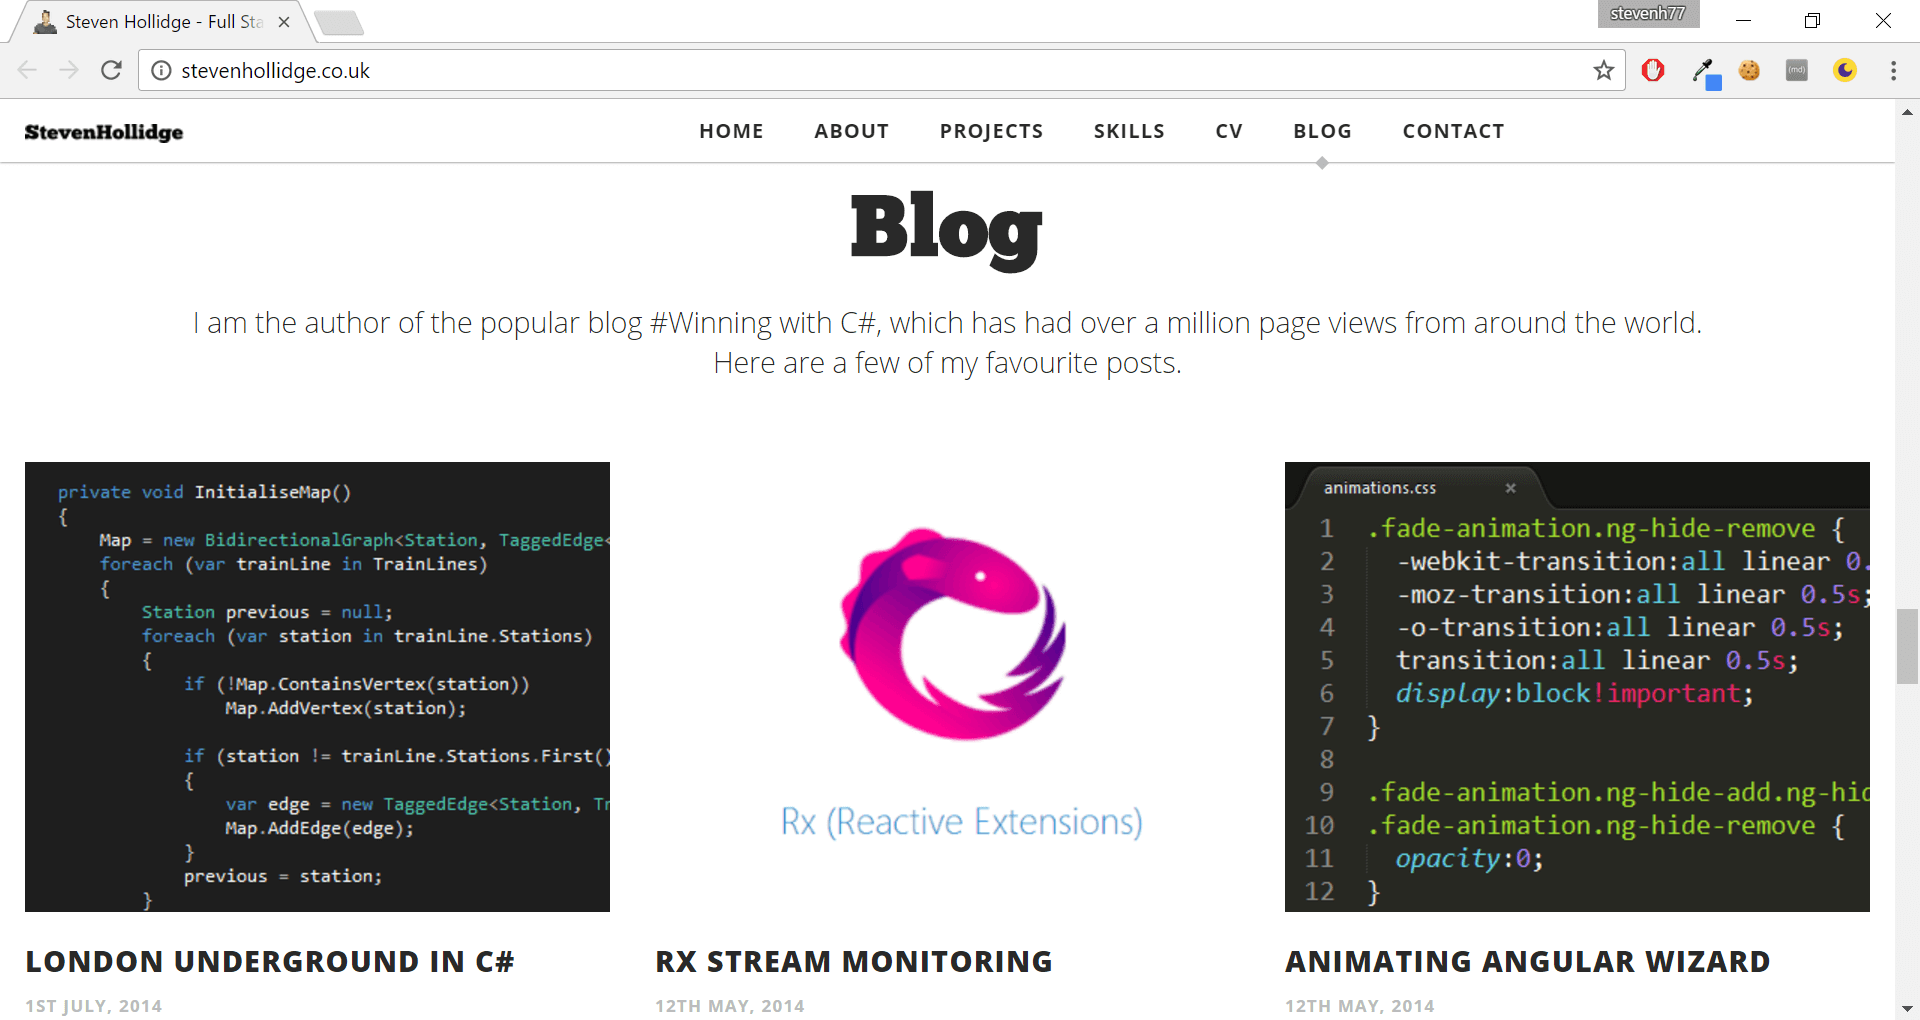 Steven Hollidge - Full Sta
stevenh77
stevenhollidge.co.uk
(md)
StevenHollidge
HOME ABOUT PROJECTS SKILLS CV BLOG CONTACT
Blog
I am the author of the popular blog #Winning with C#, which has had over a million page views from around the world.
Here are a few of my favourite posts.
private void InitialiseMap()
{
Map = new BidirectionalGraph<Station, TaggedEdge<
foreach (var trainLine in TrainLines)
{
Station previous = null;
foreach (var station in trainLine.Stations)
{
if (!Map.ContainsVertex(station))
Map.AddVertex(station);
if (station != trainLine.Stations.First()
{
var edge = new TaggedEdge<Station, Tr
Map.AddEdge(edge);
}
previous = station;
}
Rx (Reactive Extensions)
animations.css
1 .fade-animation.ng-hide-remove {
2 -webkit-transition:all linear 0.
3 -moz-transition:all linear 0.5s;
4 -o-transition:all linear 0.5s;
5 transition:all linear 0.5s;
6 display:block!important;
7 }
8
9 .fade-animation.ng-hide-add.ng-hid
10 .fade-animation.ng-hide-remove {
11 opacity:0;
12 }
LONDON UNDERGROUND IN C#
1ST JULY, 2014
RX STREAM MONITORING
12TH MAY, 2014
ANIMATING ANGULAR WIZARD
12TH MAY, 2014